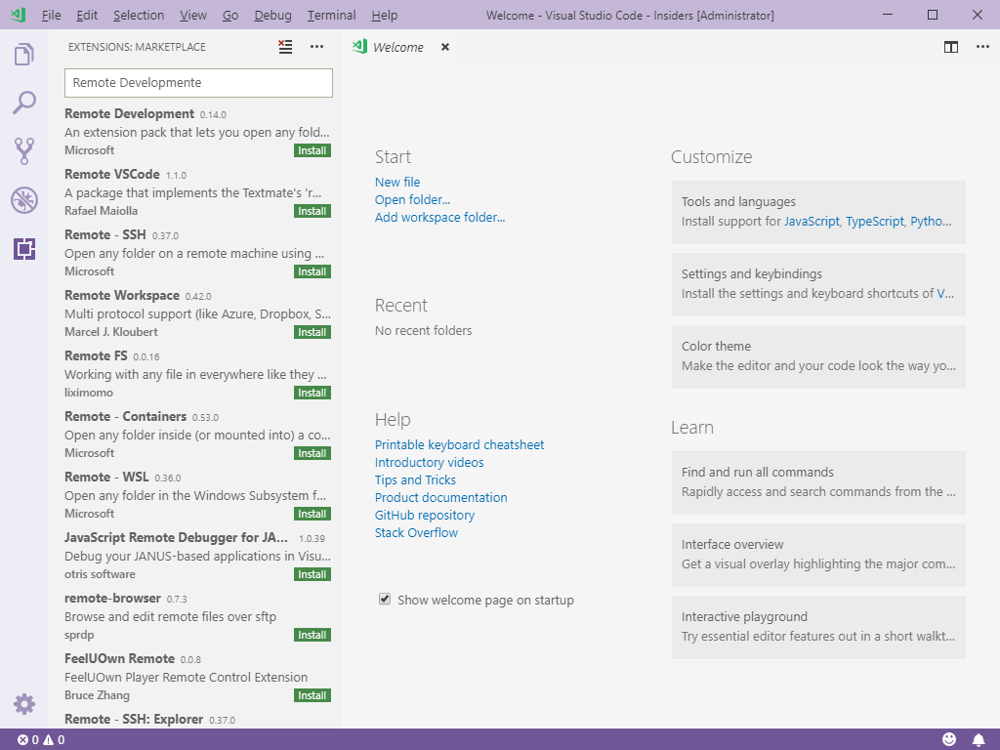 File Edit Selection View Go Debug Terminal Help
Welcome - Visual Studio Code - Insiders [Administrator]
EXTENSIONS: MARKETPLACE
Remote Developmente
Remote Development 0.14.0
An extension pack that lets you open any fold...
Microsoft
Install
Remote VSCode 1.1.0
A package that implements the Textmate's 'r...
Rafael Maiolla
Install
Remote - SSH 0.37.0
Open any folder on a remote machine using ...
Microsoft
Install
Remote Workspace 0.42.0
Multi protocol support (like Azure, Dropbox, S...
Marcel J. Kloubert
Install
Remote FS 0.0.16
Working with any file in everywhere like they ...
liximomo
Install
Remote - Containers 0.53.0
Open any folder inside (or mounted into) a co...
Microsoft
Install
Remote - WSL 0.36.0
Open any folder in the Windows Subsystem f...
Microsoft
Install
JavaScript Remote Debugger for JA... 1.0.39
Debug your JANUS-based applications in Visu...
otris software
Install
remote-browser 0.7.3
Browse and edit remote files over sftp
sprdp
Install
FeelUOwn Remote 0.0.8
FeelUOwn Player Remote Control Extension
Bruce Zhang
Install
Remote - SSH: Explorer 0.37.0
Welcome
Start
New file
Open folder...
Add workspace folder...
Recent
No recent folders
Help
Printable keyboard cheatsheet
Introductory videos
Tips and Tricks
Product documentation
GitHub repository
Stack Overflow
Show welcome page on startup
Customize
Tools and languages
Install support for JavaScript, TypeScript, Pytho...
Settings and keybindings
Install the settings and keyboard shortcuts of V...
Color theme
Make the editor and your code look the way yo...
Learn
Find and run all commands
Rapidly access and search commands from the ...
Interface overview
Get a visual overlay highlighting the major com...
Interactive playground
Try essential editor features out in a short walkt...
0 0